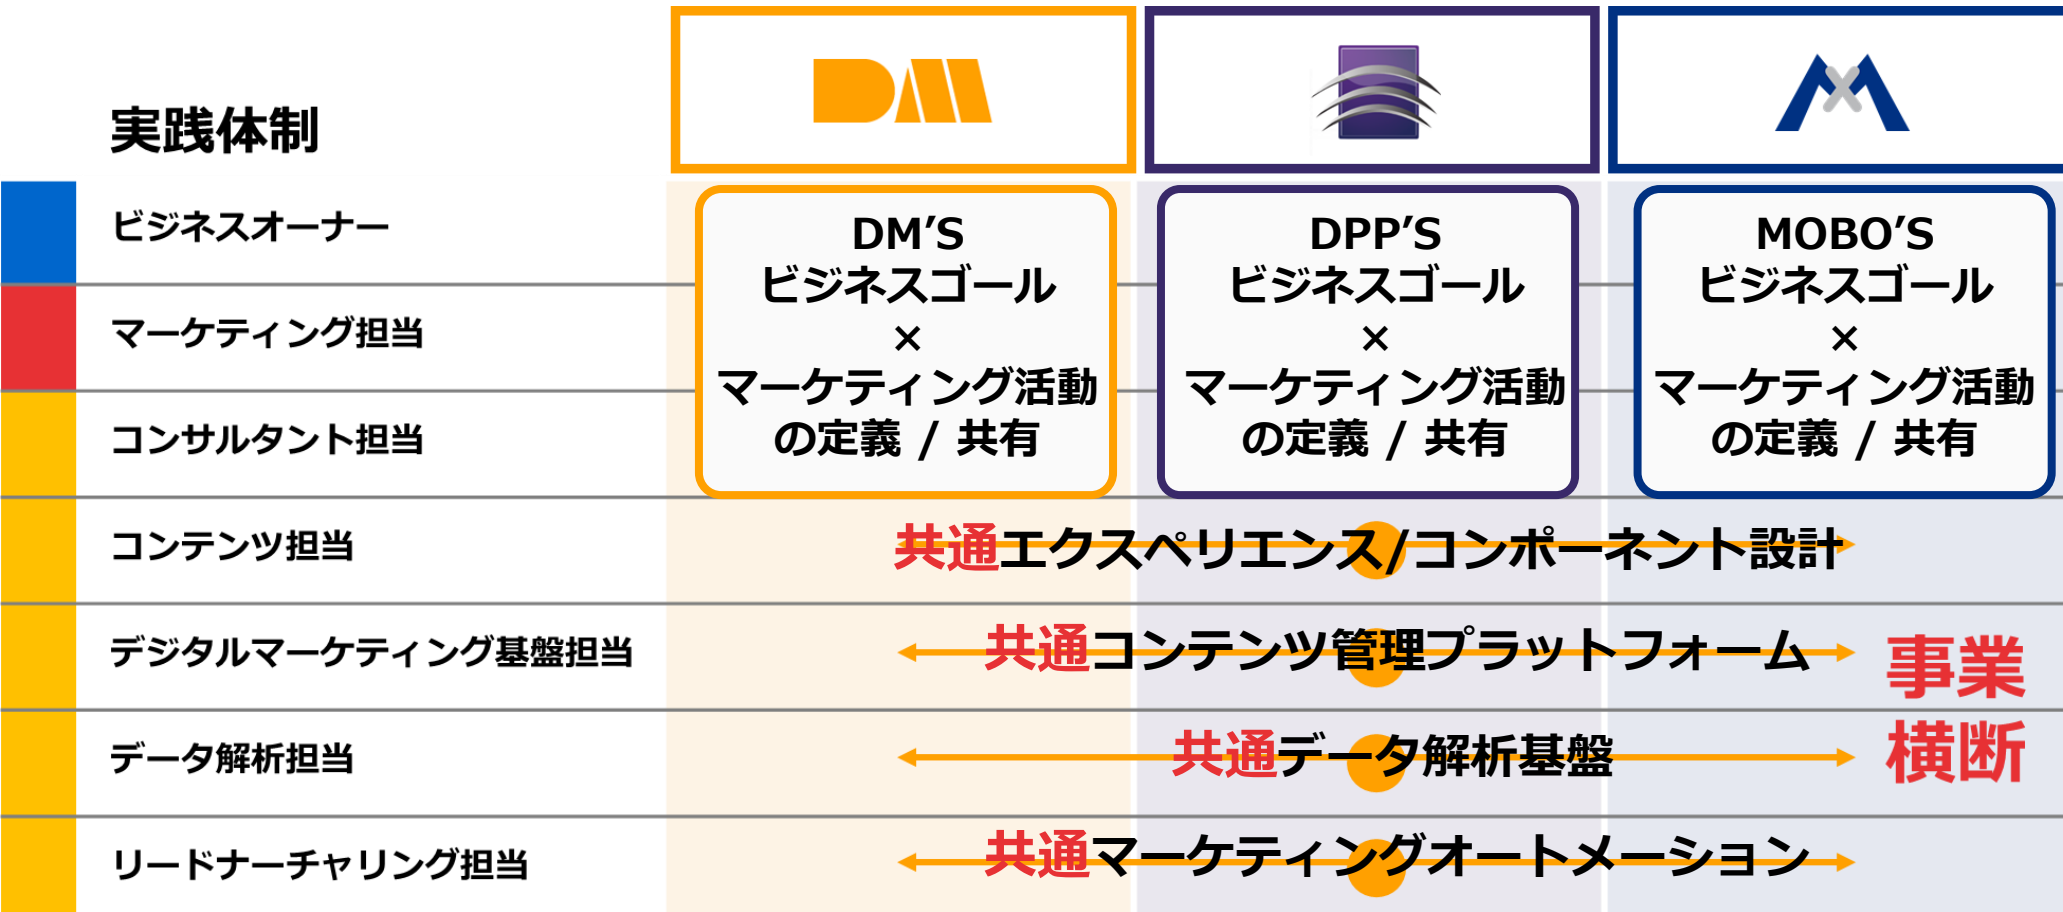 DM
実践体制
ビジネスオーナー
マーケティング担当
コンサルタント担当
コンテンツ担当
デジタルマーケティング基盤担当
データ解析担当
リードナーチャリング担当
DM’S
ビジネスゴール
×
マーケティング活動
の定義 / 共有
DPP’S
ビジネスゴール
×
マーケティング活動
の定義 / 共有
MOBO’S
ビジネスゴール
×
マーケティング活動
の定義 / 共有
共通エクスペリエンス/コンポーネント設計
共通コンテンツ管理プラットフォーム
共通データ解析基盤
共通マーケティングオートメーション
事業
横断